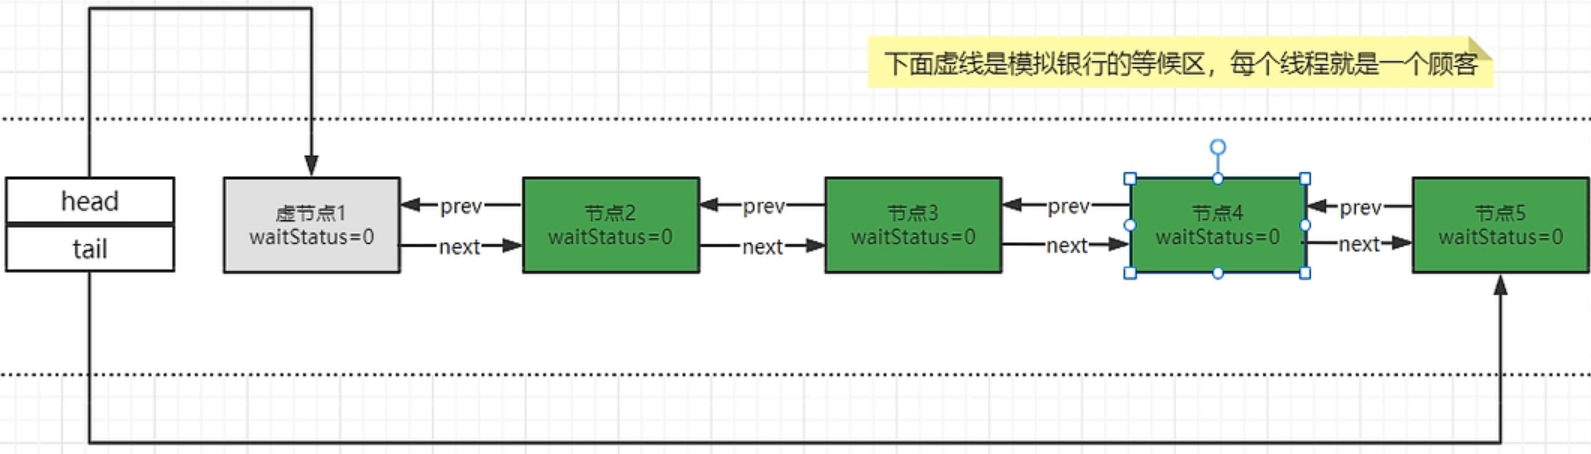 下面虚线是模拟银行的等候区，每个线程就是一个顾客
head
tail
虚节点1
waitStatus=0
prev
next
节点2
waitStatus=0
prev
next
节点3
waitStatus=0
prev
next
节点4
waitStatus=0
prev
next
节点5
waitStatus=0